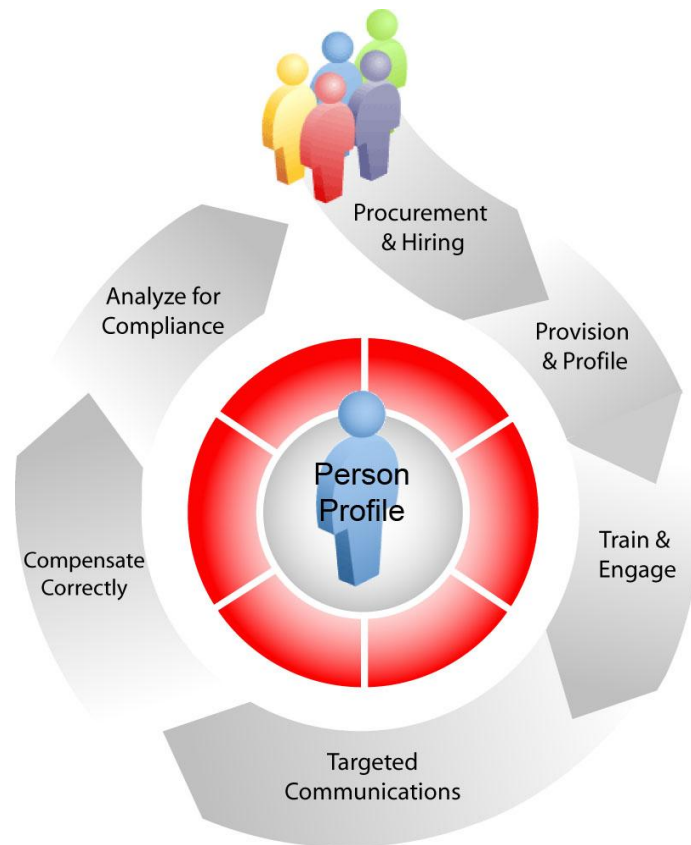 Procurement
& Hiring
Provision
& Profile
Train &
Engage
Targeted
Communications
Compensate
Correctly
Analyze for
Compliance
Person
Profile